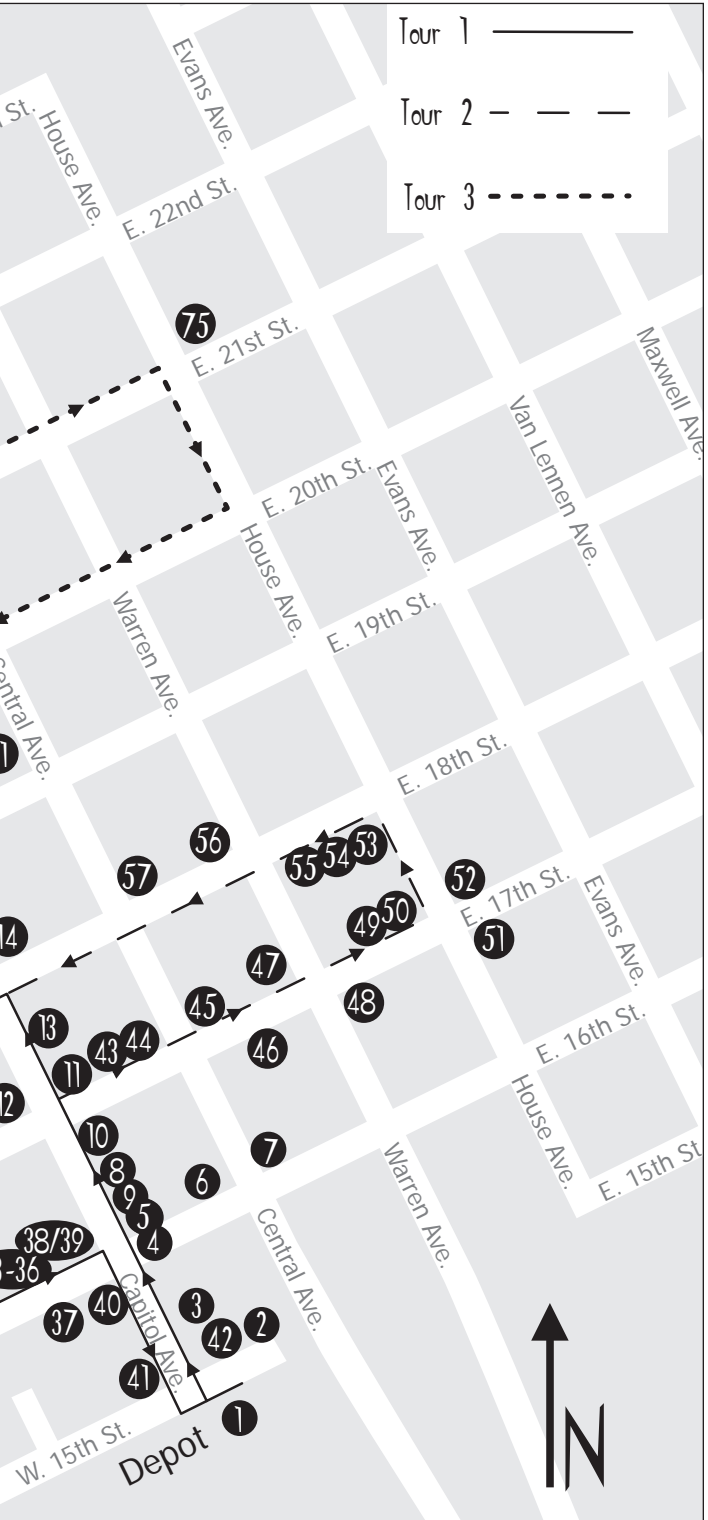 Tour 1
Tour 2
Tour 3
St.
House Ave.
Evans Ave.
E. 22nd St.
75
E. 21st St.
Maxwell Ave.
Van Lennen Ave.
E. 20th St.
Evans Ave.
House Ave.
Warren Ave.
E. 19th St.
Central Ave.
1
E. 18th St.
56
57
55
54
53
52
E. 17th St.
51
50
49
14
47
48
45
46
Evans Ave.
13
44
43
11
12
E. 16th St.
10
8
9
5
4
6
7
House Ave.
E. 15th St
Warren Ave.
Central Ave.
38/39
-36
37
40
Capitol Ave.
3
42
2
41
1
W. 15th St.
Depot
N